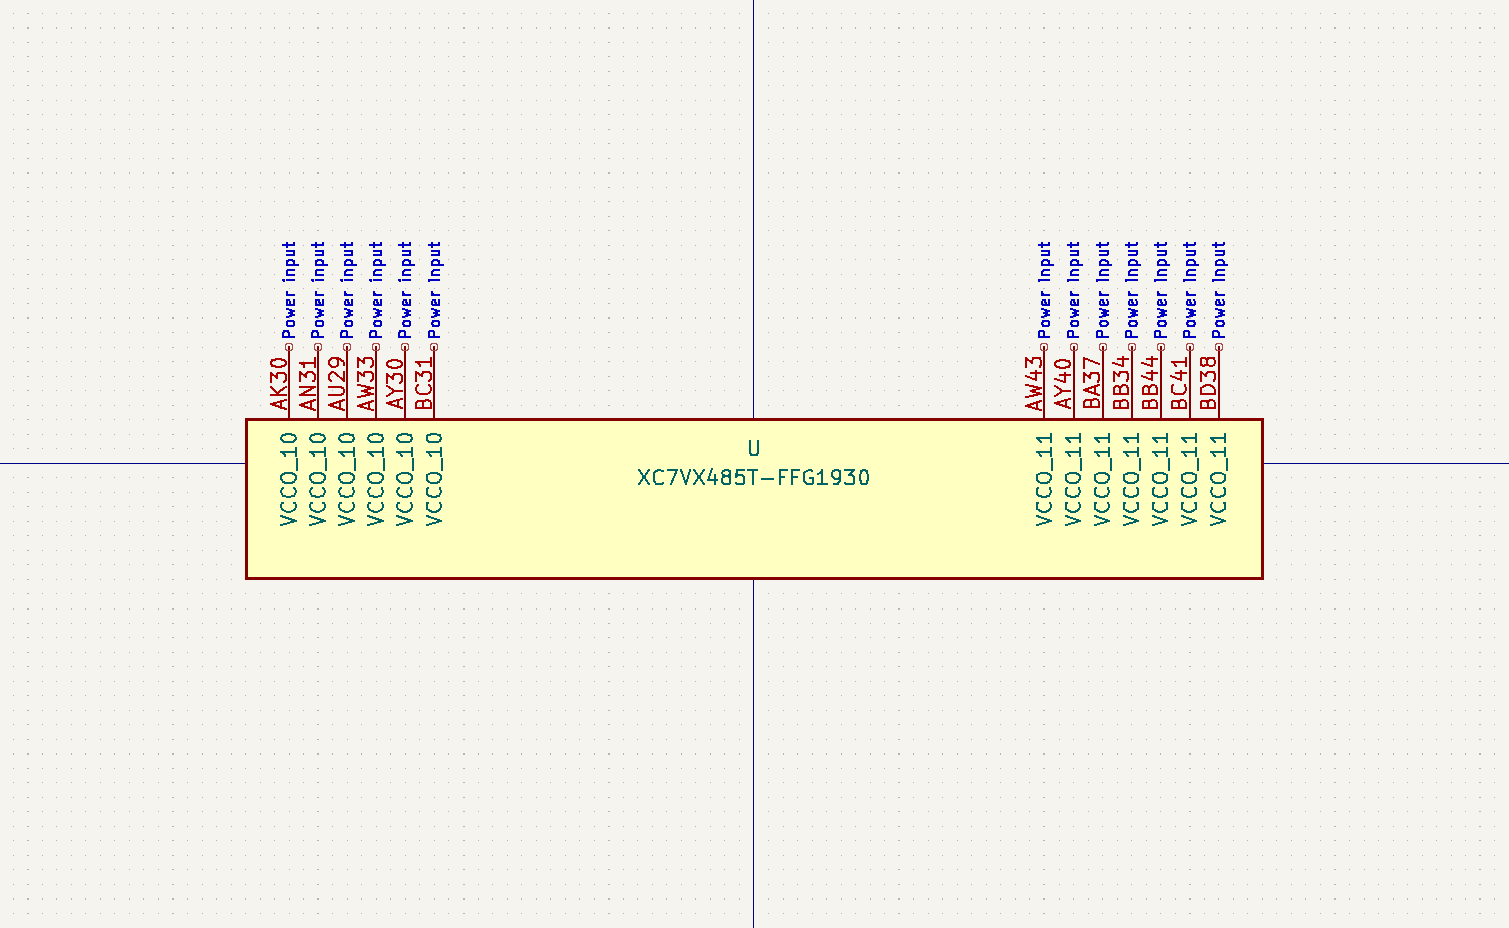 Power input Power input Power input Power input Power input Power input Power input Power input Power input Power input Power input Power input Power input
AK30 AN31 AU29 AW33 AY30 BC31 AW43 AY40 BA37 BB34 BB44 BC41 BD38
VCCO_10 VCCO_10 VCCO_10 VCCO_10 VCCO_10 VCCO_10 VCCO_11 VCCO_11 VCCO_11 VCCO_11 VCCO_11 VCCO_11 VCCO_11
U
XC7VX485T-FFG1930